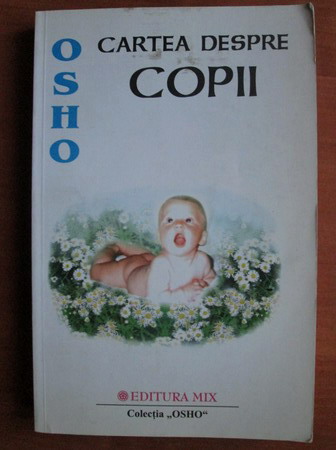 OSHO
CARTEA DESPRE
COPII
EDITURA MIX
Colecția „OSHO“